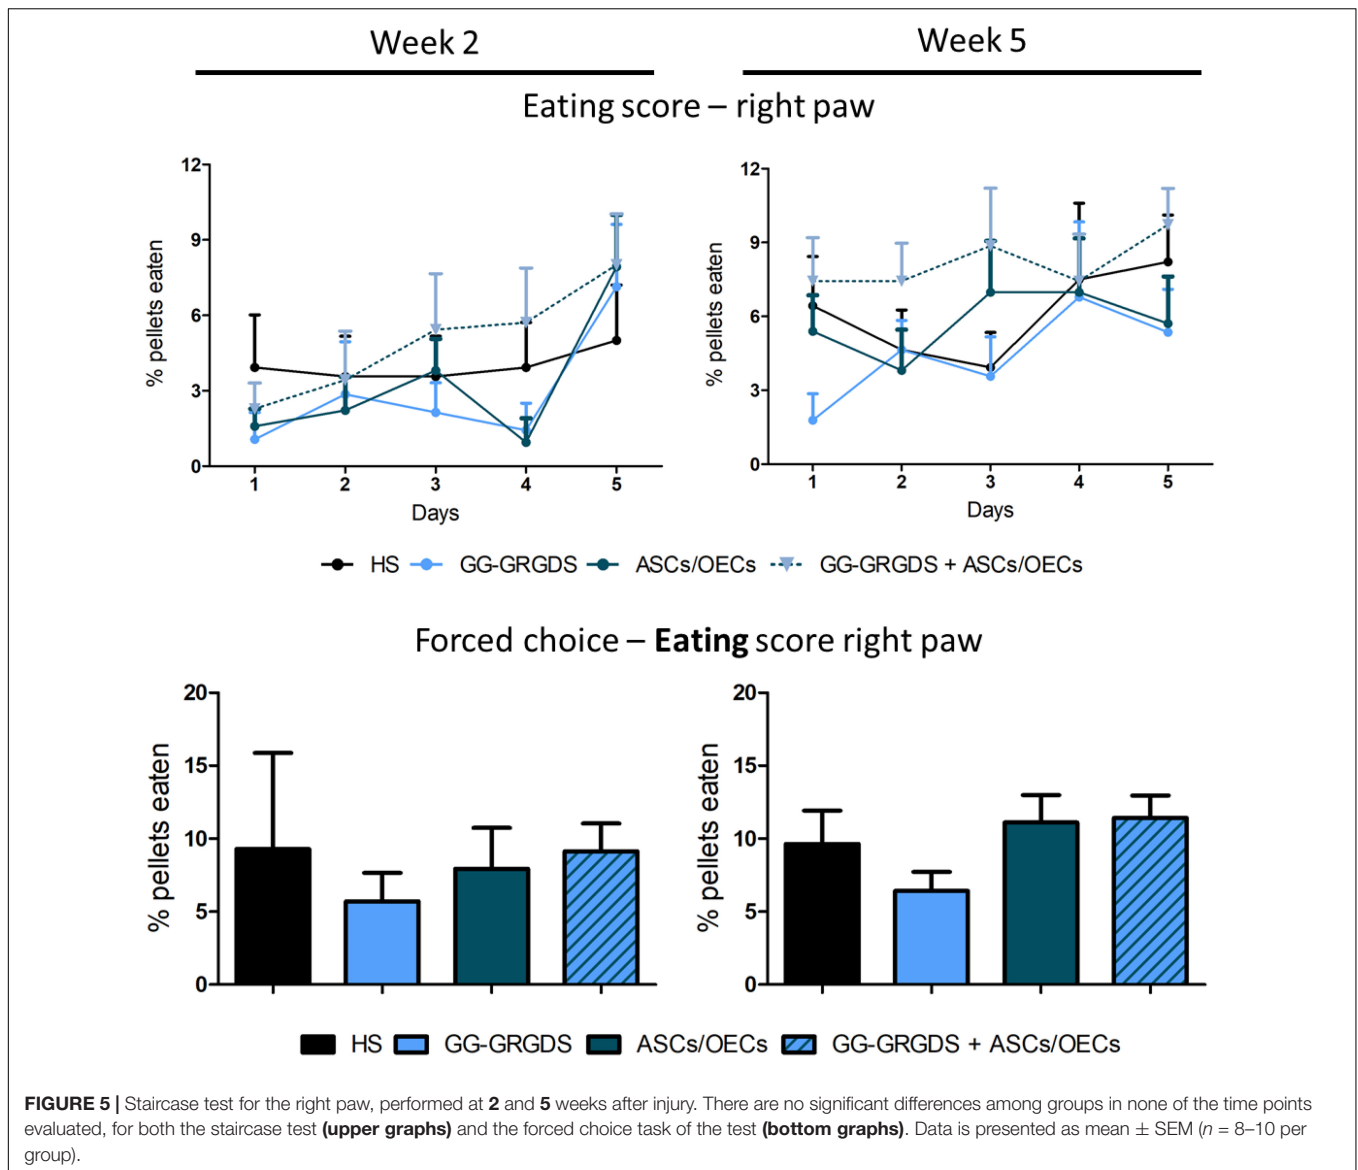 Week 2
Week 5
Eating score – right paw
12
9
6
3
0
% pellets eaten
1 2 3 4 5
Days
12
9
6
3
0
% pellets eaten
1 2 3 4 5
Days
HS GG-GRGDS ASCs/OECs GG-GRGDS + ASCs/OECs
Forced choice – Eating score right paw
20
15
10
5
0
% pellets eaten
20
15
10
5
0
% pellets eaten
HS GG-GRGDS ASCs/OECs GG-GRGDS + ASCs/OECs
FIGURE 5 | Staircase test for the right paw, performed at 2 and 5 weeks after injury. There are no significant differences among groups in none of the time points
evaluated, for both the staircase test (upper graphs) and the forced choice task of the test (bottom graphs). Data is presented as mean ± SEM (n = 8–10 per
group).